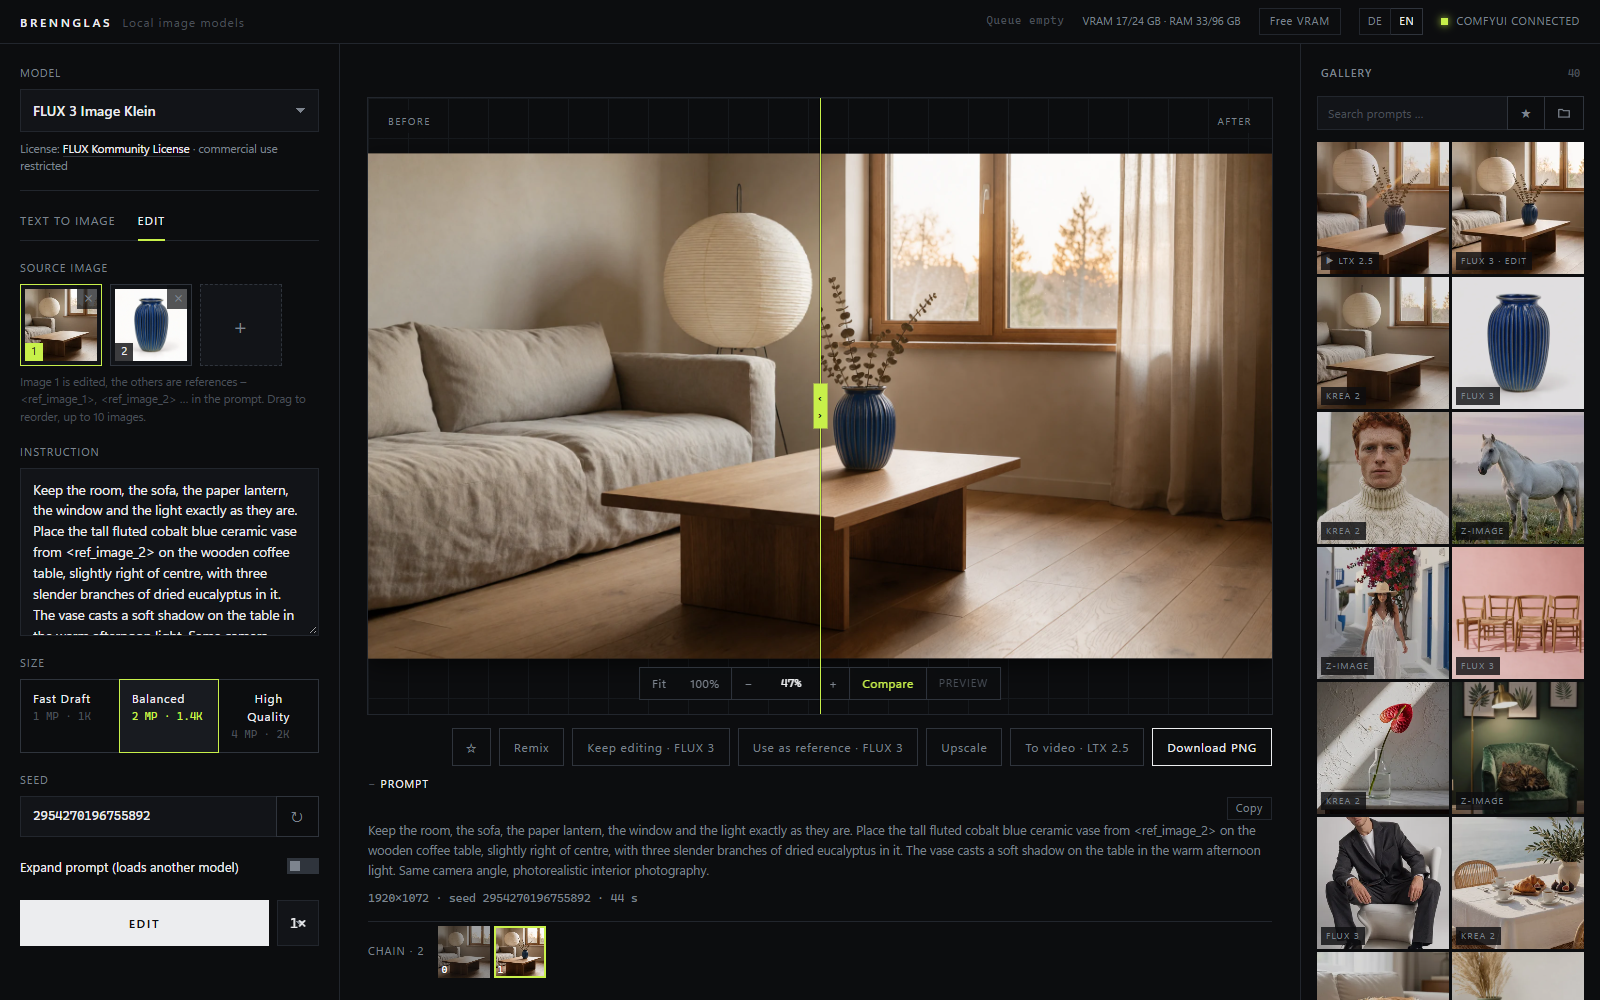 BRENNGLAS Local image models
Queue empty VRAM 17/24 GB · RAM 33/96 GB Free VRAM DE EN COMFYUI CONNECTED
MODEL
FLUX 3 Image Klein
License: FLUX Kommunity License · commercial use
restricted
TEXT TO IMAGE EDIT
SOURCE IMAGE
1 2 +
Image 1 is edited, the others are references –
<ref_image_1>, <ref_image_2> ... in the prompt. Drag to
reorder, up to 10 images.
INSTRUCTION
Keep the room, the sofa, the paper lantern,
the window and the light exactly as they are.
Place the tall fluted cobalt blue ceramic vase
from <ref_image_2> on the wooden coffee
table, slightly right of centre, with three
slender branches of dried eucalyptus in it.
The vase casts a soft shadow on the table in
the warm afternoon light. Same camera
SIZE
Fast Draft
1 MP · 1K
Balanced
2 MP · 1.4K
High
Quality
4 MP · 2K
SEED
2954270196755892
Expand prompt (loads another model)
EDIT 1×
BEFORE AFTER
Fit 100% – 47% + Compare PREVIEW
Remix Keep editing · FLUX 3 Use as reference · FLUX 3 Upscale To video · LTX 2.5 Download PNG
– PROMPT
Copy
Keep the room, the sofa, the paper lantern, the window and the light exactly as they are. Place the tall fluted cobalt blue ceramic vase from <ref_image_2> on the
wooden coffee table, slightly right of centre, with three slender branches of dried eucalyptus in it. The vase casts a soft shadow on the table in the warm afternoon
light. Same camera angle, photorealistic interior photography.
1920×1072 · seed 2954270196755892 · 44 s
CHAIN · 2 0 1
GALLERY 40
Search prompts ...
LTX 2.5 FLUX 3 · EDIT
KREA 2 FLUX 3
KREA 2 Z-IMAGE
Z-IMAGE FLUX 3
KREA 2 Z-IMAGE
FLUX 3 KREA 2